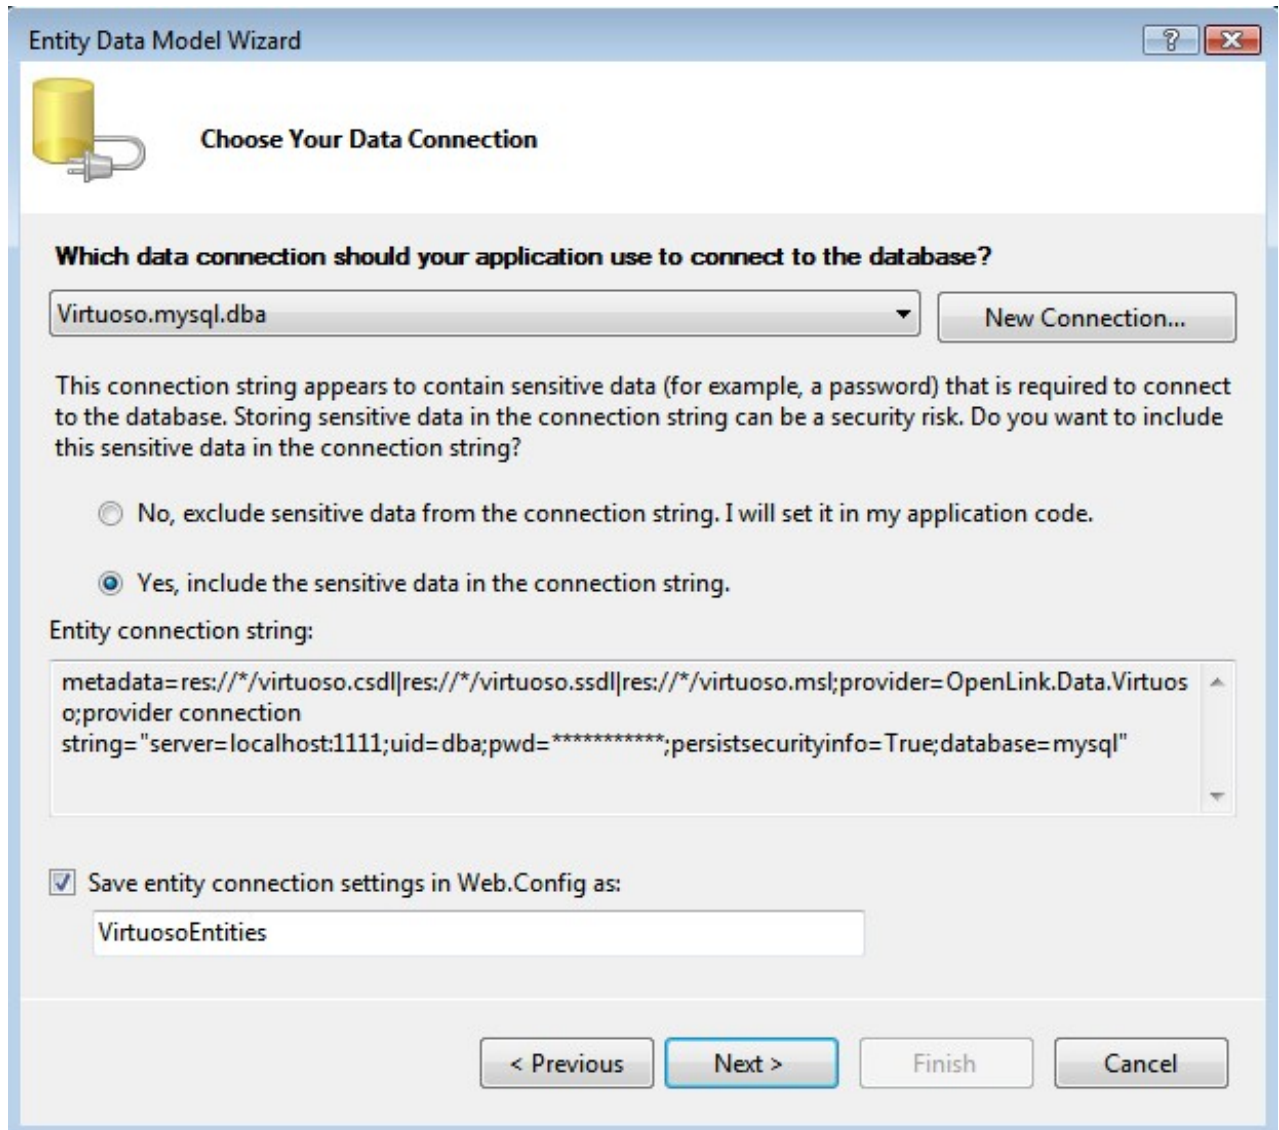 Entity Data Model Wizard
Choose Your Data Connection
Which data connection should your application use to connect to the database?
Virtuoso.mysql.dba
New Connection...
This connection string appears to contain sensitive data (for example, a password) that is required to connect
to the database. Storing sensitive data in the connection string can be a security risk. Do you want to include
this sensitive data in the connection string?
No, exclude sensitive data from the connection string. I will set it in my application code.
Yes, include the sensitive data in the connection string.
Entity connection string:
metadata=res://*/virtuoso.csdl|res://*/virtuoso.ssdl|res://*/virtuoso.msl;provider=OpenLink.Data.Virtuos
o;provider connection
string="server=localhost:1111;uid=dba;pwd=***********;persistsecurityinfo=True;database=mysql"
Save entity connection settings in Web.Config as:
VirtuosoEntities
< Previous
Next >
Finish
Cancel